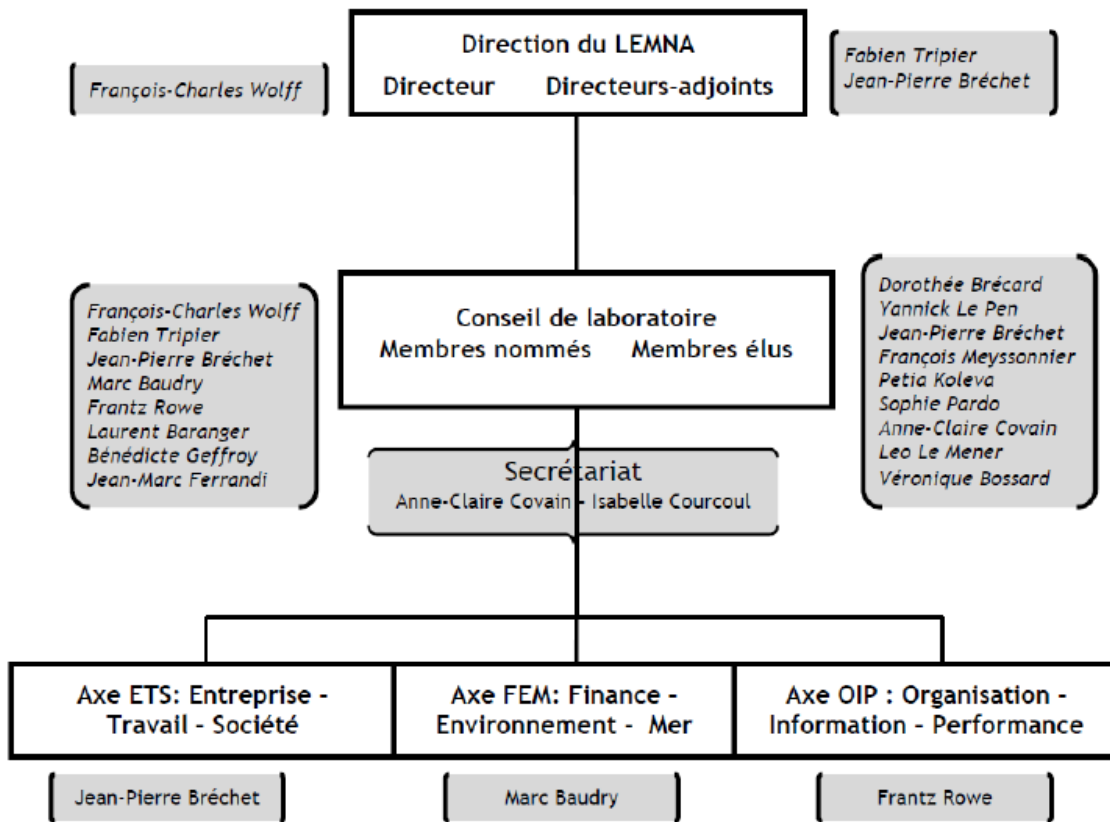 Direction du LEMNA
Directeur Directeurs-adjoints
François-Charles Wolff
Fabien Tripier
Jean-Pierre Bréchet
Conseil de laboratoire
Membres nommés Membres élus
François-Charles Wolff
Fabien Tripier
Jean-Pierre Bréchet
Marc Baudry
Frantz Rowe
Laurent Baranger
Bénédicte Geffroy
Jean-Marc Ferrandi
Dorothée Brécard
Yannick Le Pen
Jean-Pierre Bréchet
François Meyssonnier
Petia Koleva
Sophie Pardo
Anne-Claire Covain
Leo Le Mener
Véronique Bossard
Secrétariat
Anne-Claire Covain - Isabelle Courcoul
Axe ETS: Entreprise -
Travail - Société
Axe FEM: Finance -
Environnement - Mer
Axe OIP : Organisation -
Information - Performance
Jean-Pierre Bréchet
Marc Baudry
Frantz Rowe